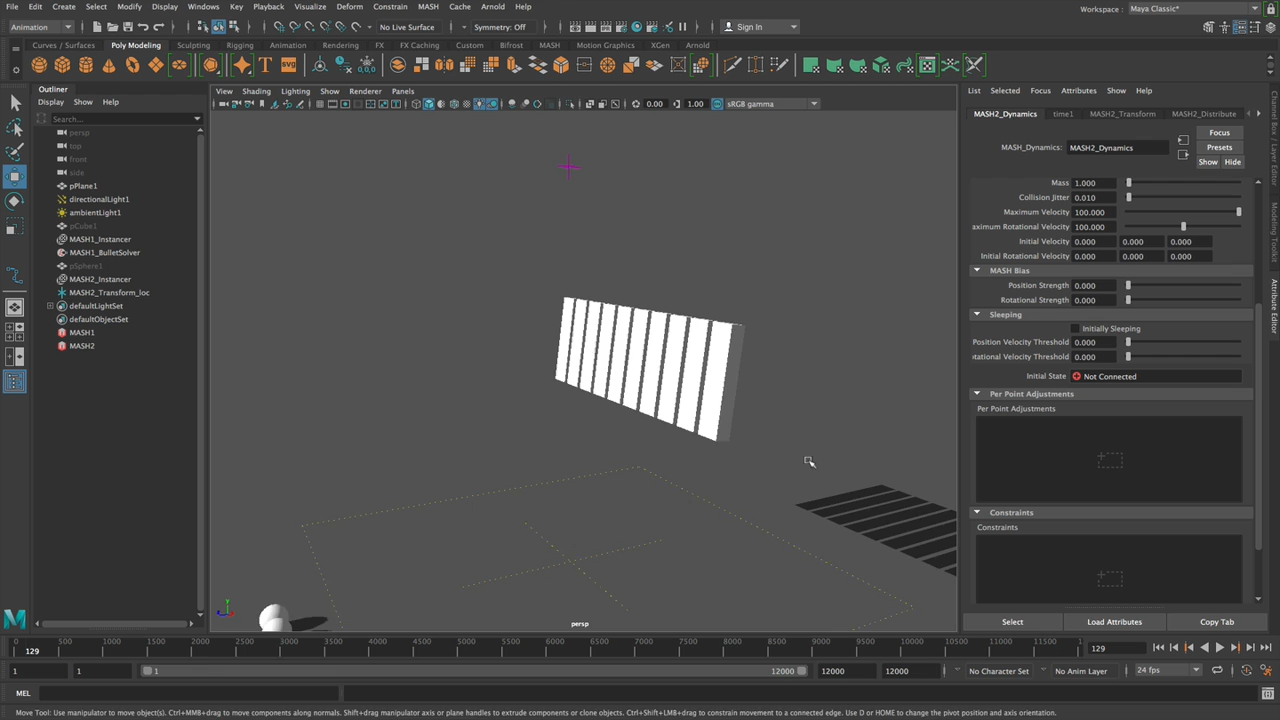 File Edit Create Select Modify Display Windows Key Playback Visualize Deform Constrain MASH Cache Arnold Help
Workspace : Maya Classic*
Animation
No Live Surface
Symmetry: Off
Sign In
Curves / Surfaces Poly Modeling Sculpting Rigging Animation Rendering FX FX Caching Custom Bifrost MASH Motion Graphics XGen Arnold
Outliner
Display Show Help
Search...
persp
top
front
side
pPlane1
directionalLight1
ambientLight1
pCube1
MASH1_Instancer
MASH1_BulletSolver
pSphere1
MASH2_Instancer
MASH2_Transform_loc
defaultLightSet
defaultObjectSet
MASH1
MASH2
View Shading Lighting Show Renderer Panels
0.00 1.00 sRGB gamma
persp
List Selected Focus Attributes Show Help
MASH2_Dynamics time1 MASH2_Transform MASH2_Distribute
Focus
MASH_Dynamics: MASH2_Dynamics
Presets
Show Hide
Mass 1.000
Collision Jitter 0.010
Maximum Velocity 100.000
aximum Rotational Velocity 100.000
Initial Velocity 0.000 0.000 0.000
Initial Rotational Velocity 0.000 0.000 0.000
MASH Bias
Position Strength 0.000
Rotational Strength 0.000
Sleeping
Initially Sleeping
Position Velocity Threshold 0.000
otational Velocity Threshold 0.000
Initial State Not Connected
Per Point Adjustments
Per Point Adjustments
Constraints
Constraints
Select Load Attributes Copy Tab
Channel Box / Layer Editor
Modeling Toolkit
Attribute Editor
0 500 1000 1500 2000 2500 3000 3500 4000 4500 5000 5500 6000 6500 7000 7500 8000 8500 9000 9500 10000 10500 11000 11500 12
129
129
1 1 1 12000 12000 12000 No Character Set No Anim Layer 24 fps
MEL
Move Tool: Use manipulator to move object(s). Ctrl+MMB+drag to move components along normals. Shift+drag manipulator axis or plane handles to extrude components or clone objects. Ctrl+Shift+LMB+drag to constrain movement to a connected edge. Use D or HOME to change the pivot position and axis orientation.